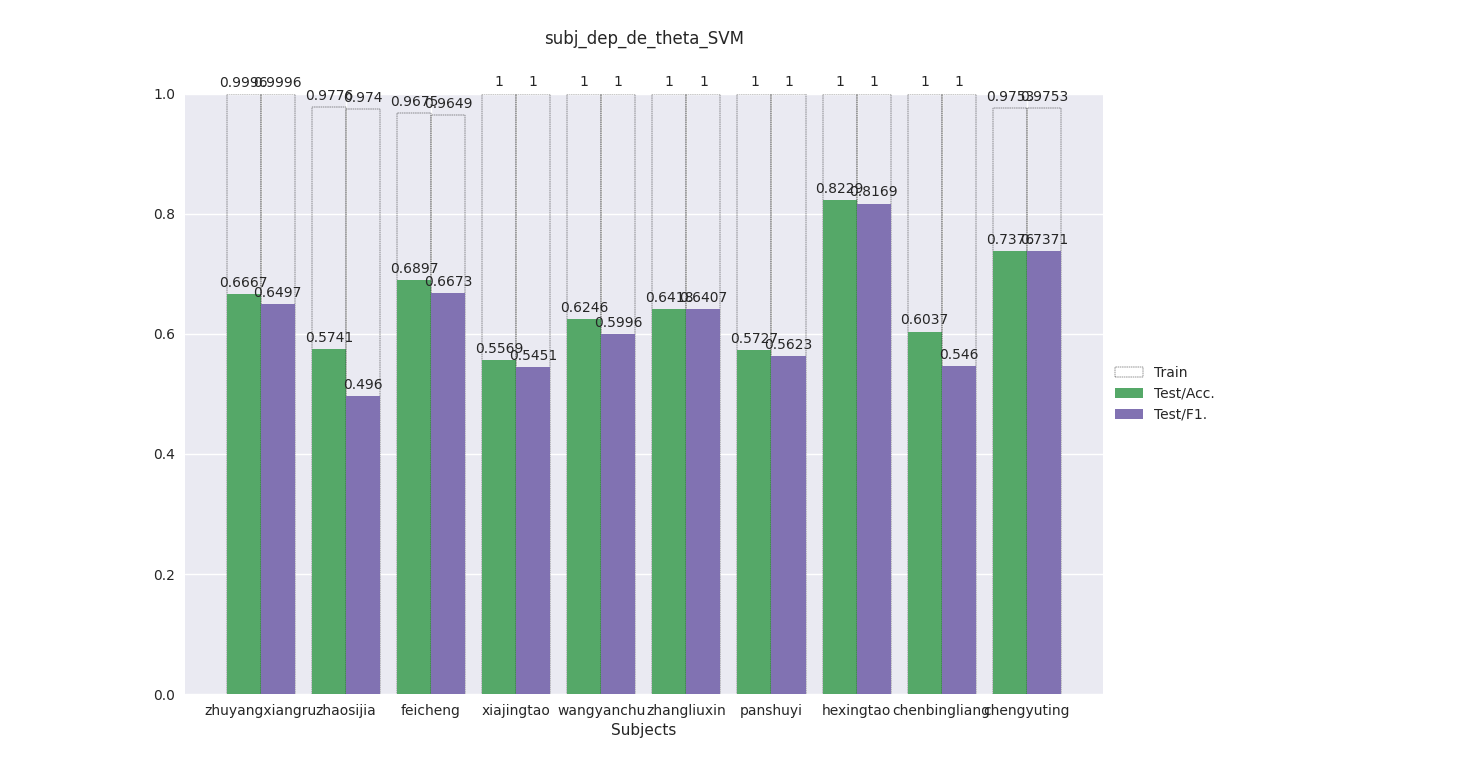 subj_dep_de_theta_SVM
0.9996 0.9996 0.9776 0.974 0.9675 0.9649 1 1 1 1 1 1 1 1 1 1 1 1 0.9753 0.9753
1.0
0.8229 0.8169
0.8
0.7376 0.7371
0.6667 0.6497 0.6897 0.6673 0.6418 0.6407
0.6246 0.5996 0.6037
0.6
0.5741 0.496 0.5569 0.5451 0.5727 0.5623 0.546
0.4
0.2
0.0
Train
Test/Acc.
Test/F1.
zhuyangxiangru zhaosijia feicheng xiajingtao wangyanchu zhangliuxin panshuyi hexingtao chenbingliang chengyuting
Subjects